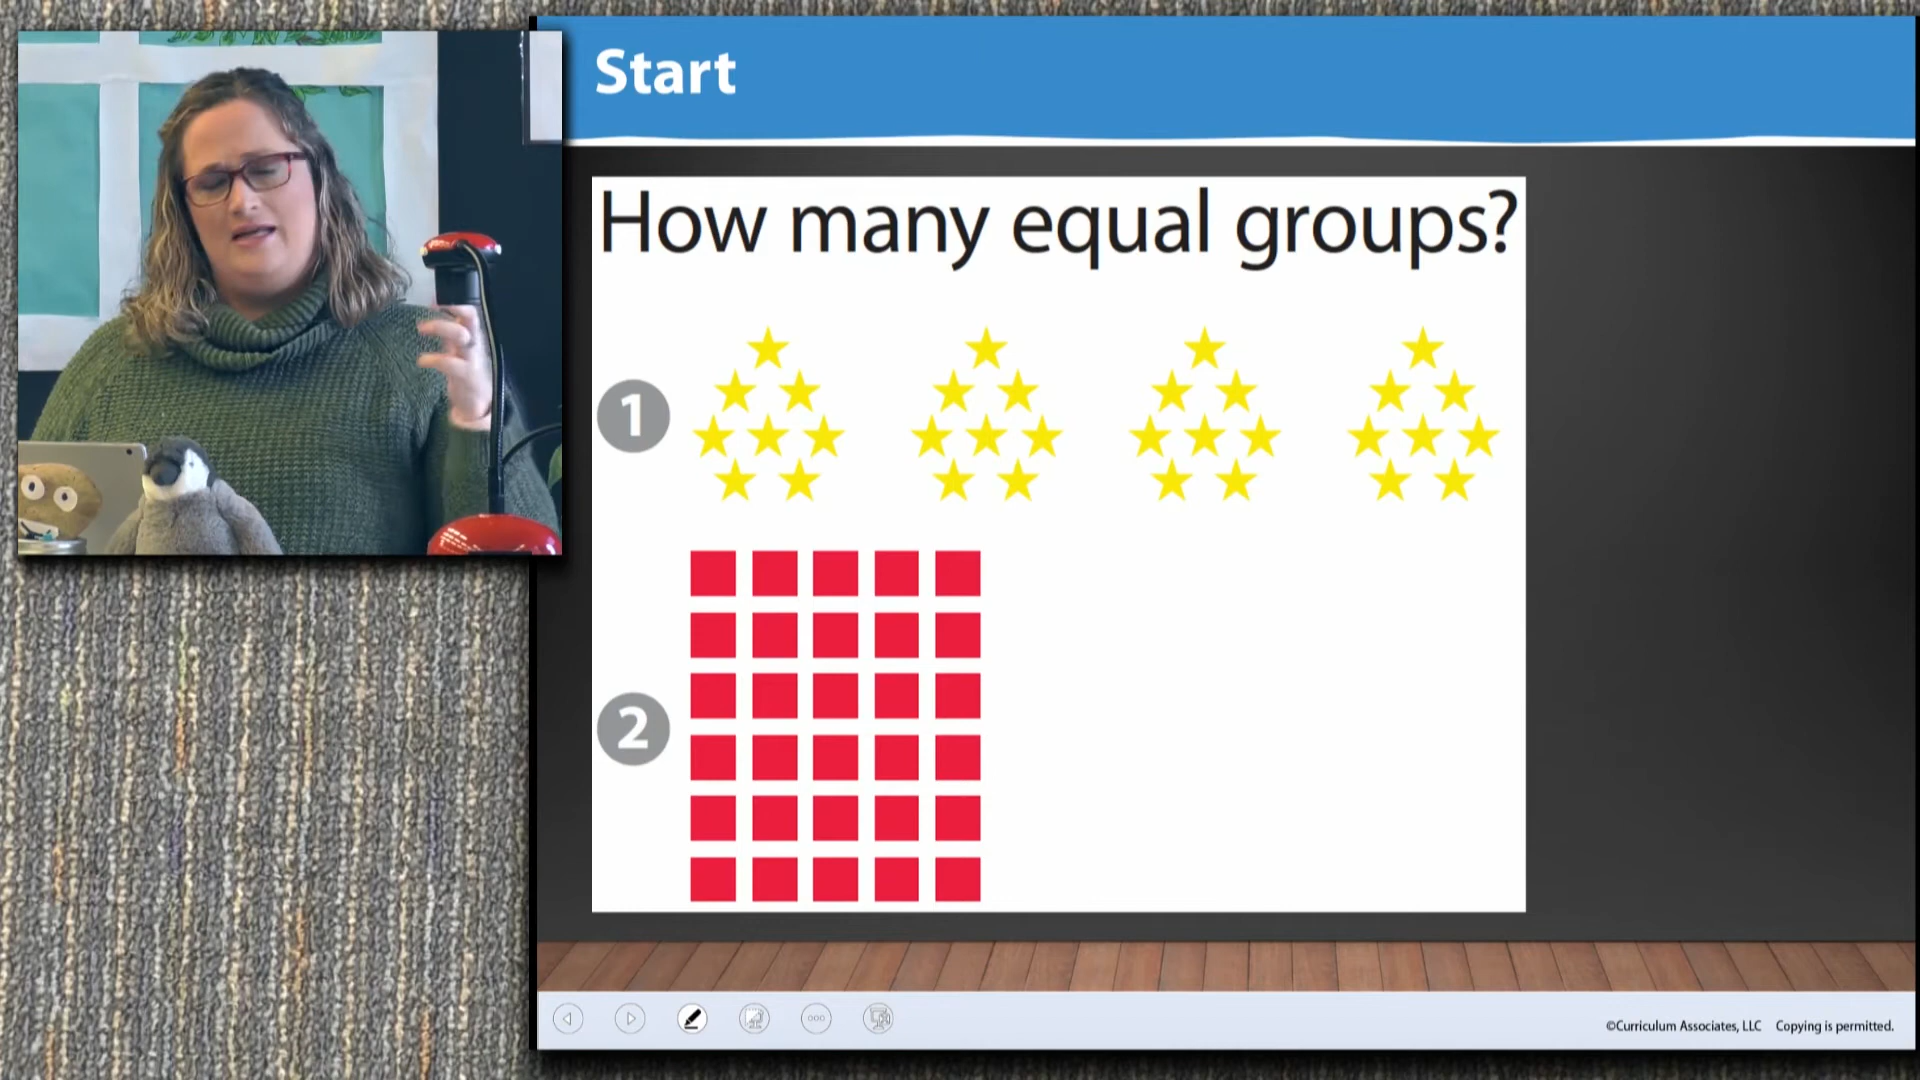 Start
How many equal groups?
1
2
©Curriculum Associates, LLC Copying is permitted.